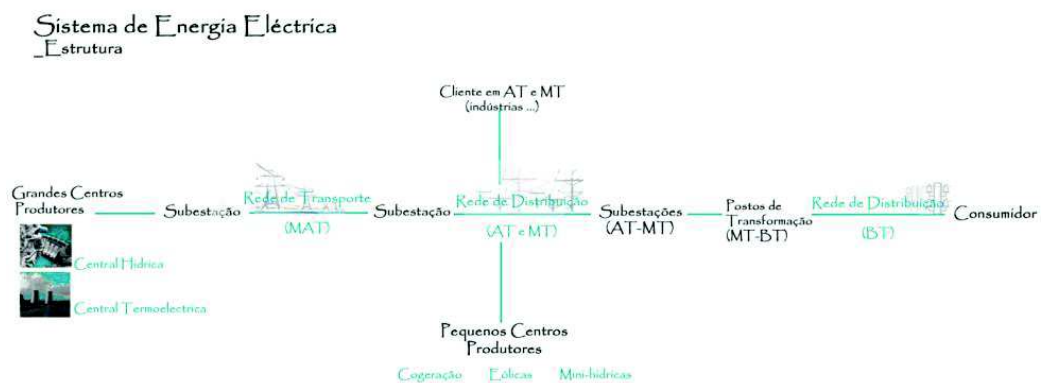 Sistema de Energia Eléctrica
_Estrutura
Cliente em AT e MT
(indústrias ...)
Grandes Centros
Produtores
Subestação
Rede de Transporte
(MAT)
Subestação
Rede de Distribuição
(AT e MT)
Subestações
(AT-MT)
Postos de
Transformação
(MT-BT)
Rede de Distribuição
(BT)
Consumidor
Central Hídrica
Central Termoelectrica
Pequenos Centros
Produtores
Cogeração Eólicas Mini-hídricas